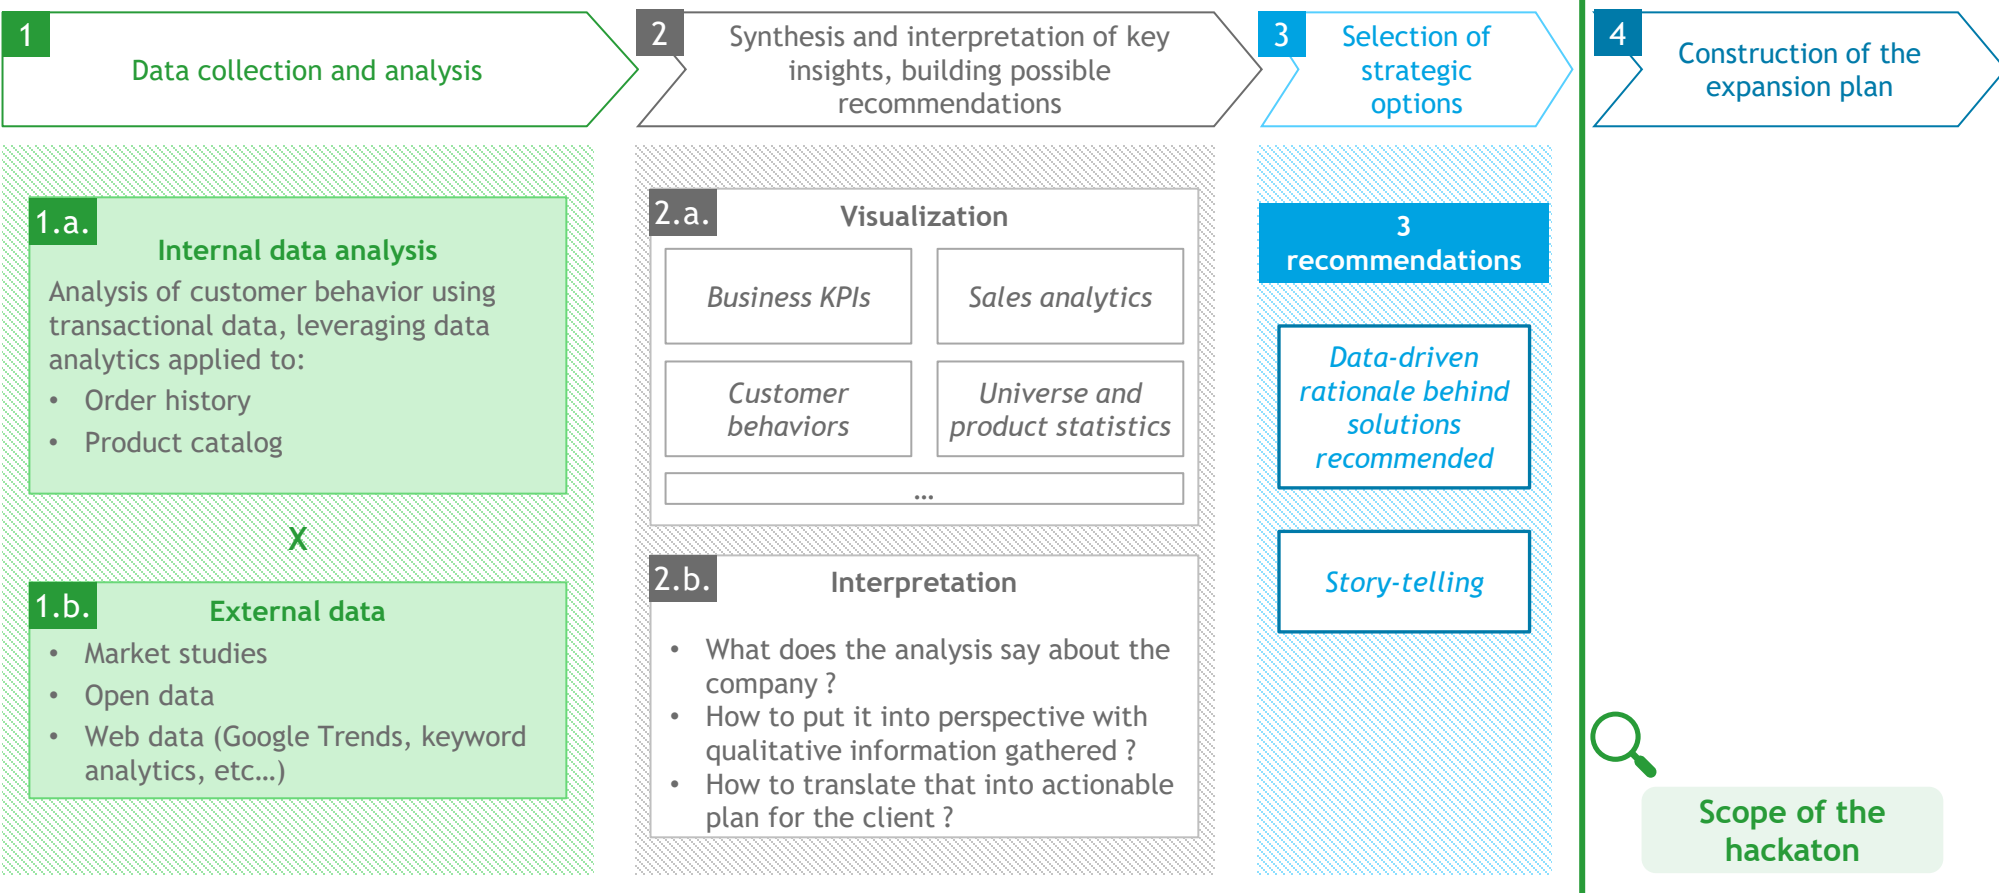 1
Data collection and analysis
2
Synthesis and interpretation of key
insights, building possible
recommendations
3
Selection of
strategic
options
4
Construction of the
expansion plan
1.a.
Internal data analysis
Analysis of customer behavior using
transactional data, leveraging data
analytics applied to:
• Order history
• Product catalog
X
1.b.
External data
• Market studies
• Open data
• Web data (Google Trends, keyword
analytics, etc…)
2.a.
Visualization
Business KPIs
Sales analytics
Customer
behaviors
Universe and
product statistics
…
2.b.
Interpretation
• What does the analysis say about the
company ?
• How to put it into perspective with
qualitative information gathered ?
• How to translate that into actionable
plan for the client ?
3
recommendations
Data-driven
rationale behind
solutions
recommended
Story-telling
Scope of the
hackaton